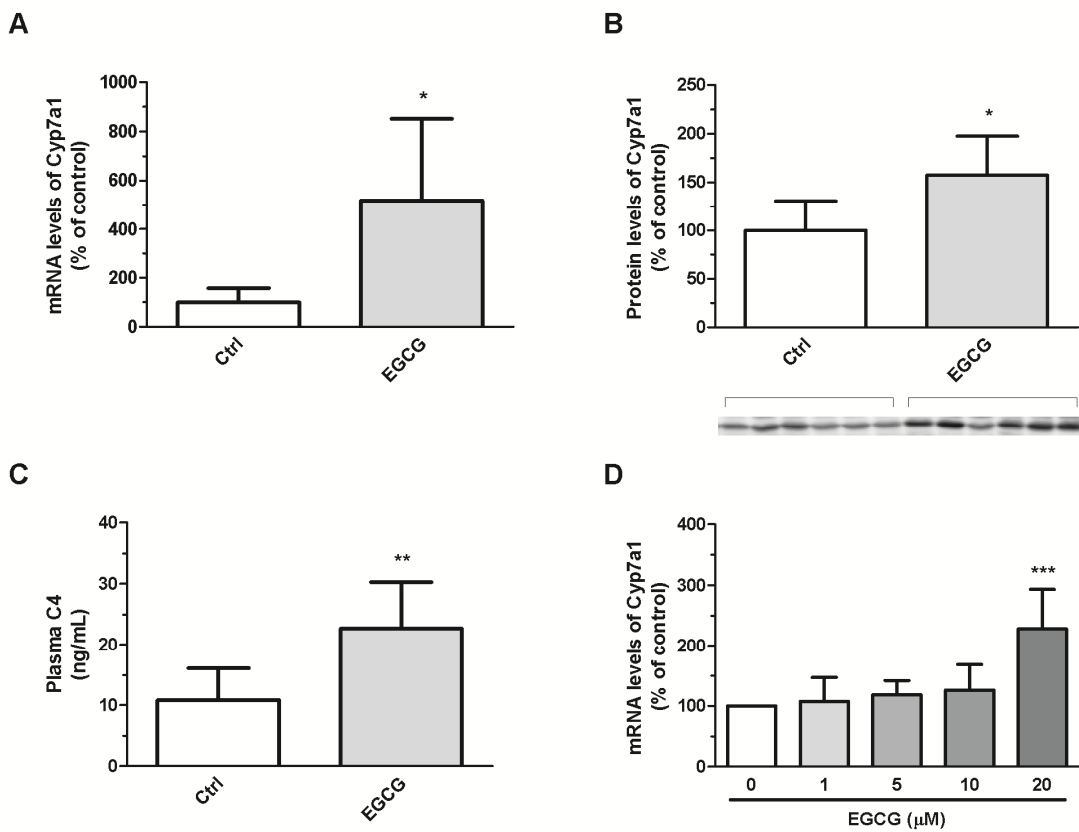 A
mRNA levels of Cyp7a1
(% of control)
1000
800
600
400
200
0
*
Ctrl
EGCG
B
Protein levels of Cyp7a1
(% of control)
250
200
150
100
50
0
*
Ctrl
EGCG
C
Plasma C4
(ng/mL)
40
30
20
10
0
**
Ctrl
EGCG
D
mRNA levels of Cyp7a1
(% of control)
400
300
200
100
0
***
0 1 5 10 20
EGCG (μM)